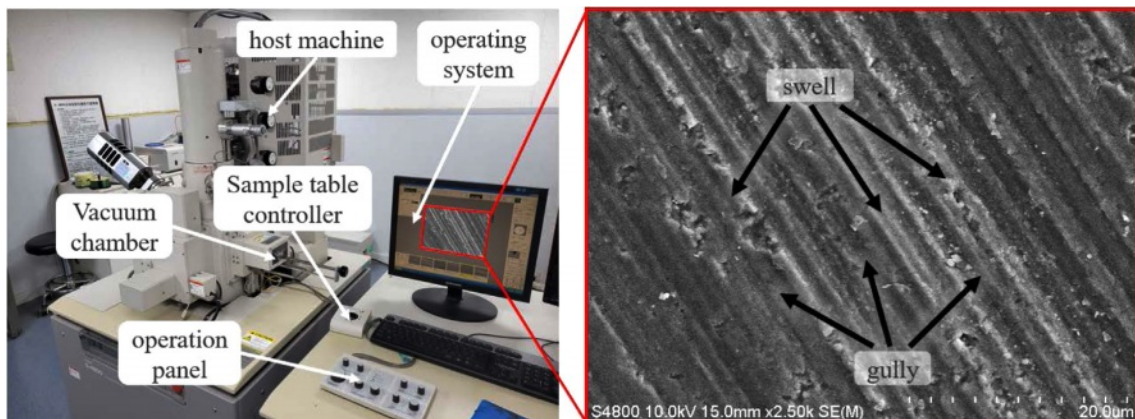 host machine
operating
system
Sample table
controller
Vacuum
chamber
operation
panel
swell
gully
S4800 10.0kV 15.0mm x2.50k SE(M)
20.0µm